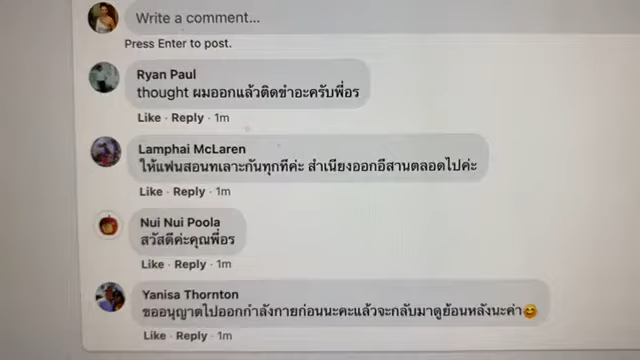 Write a comment...
Press Enter to post.
Ryan Paul
thought ผมออกแล้วติดขำอะครับพี่อร
Like · Reply · 1m
Lamphai McLaren
ให้แฟนสอนทเลาะกันทุกทีค่ะ สำเนียงออกอีสานตลอดไปค่ะ
Like · Reply · 1m
Nui Nui Poola
สวัสดีค่ะคุณพี่อร
Like · Reply · 1m
Yanisa Thornton
ขออนุญาตไปออกกำลังกายก่อนนะคะแล้วจะกลับมาดูย้อนหลังนะค่า😊
Like · Reply · 1m